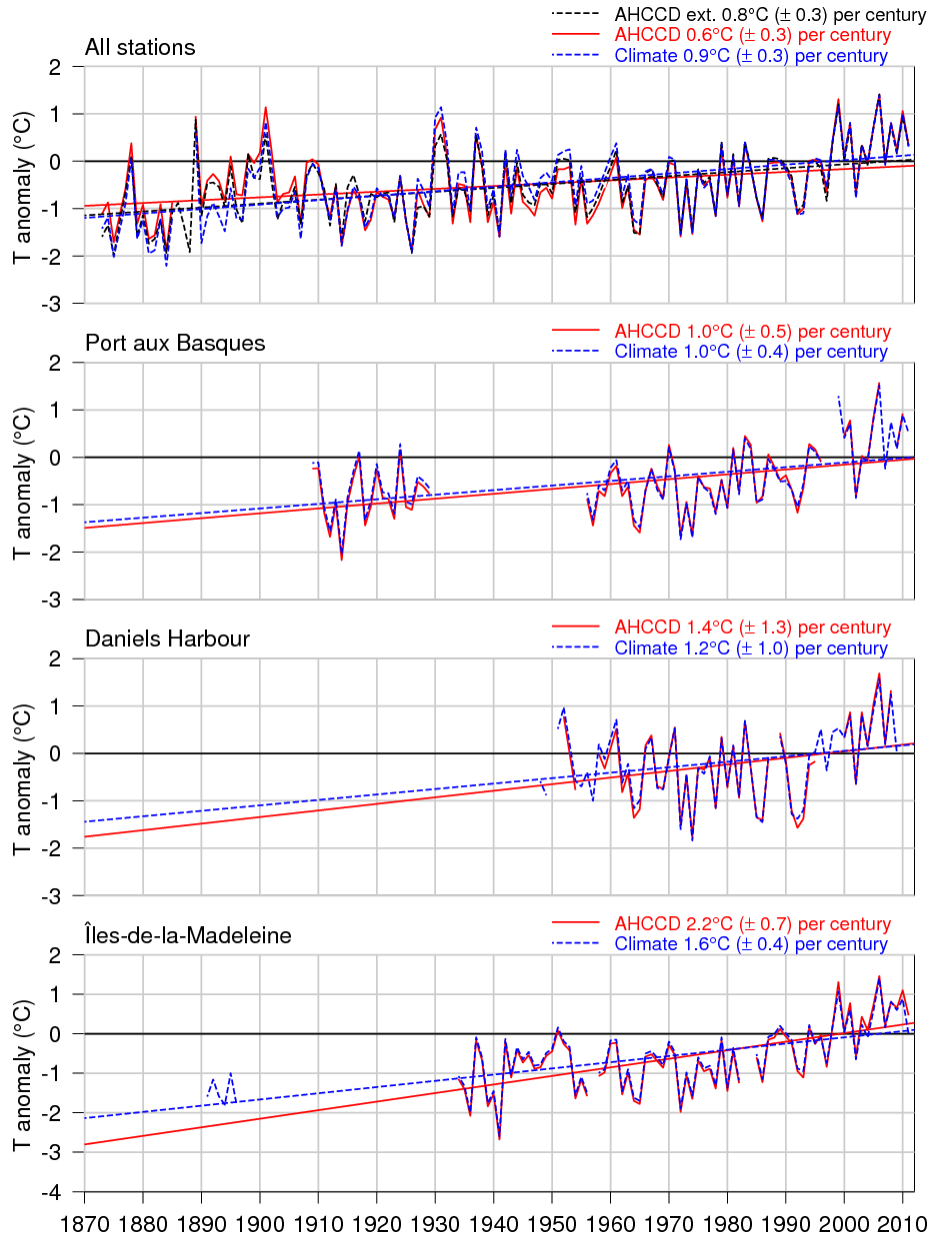 AHCCD ext. 0.8°C (± 0.3) per century
AHCCD 0.6°C (± 0.3) per century
Climate 0.9°C (± 0.3) per century
All stations
T anomaly (°C)
2
1
0
-1
-2
-3
AHCCD 1.0°C (± 0.5) per century
Climate 1.0°C (± 0.4) per century
Port aux Basques
T anomaly (°C)
2
1
0
-1
-2
-3
AHCCD 1.4°C (± 1.3) per century
Climate 1.2°C (± 1.0) per century
Daniels Harbour
T anomaly (°C)
2
1
0
-1
-2
-3
AHCCD 2.2°C (± 0.7) per century
Climate 1.6°C (± 0.4) per century
Îles-de-la-Madeleine
T anomaly (°C)
2
1
0
-1
-2
-3
-4
1870 1880 1890 1900 1910 1920 1930 1940 1950 1960 1970 1980 1990 2000 2010